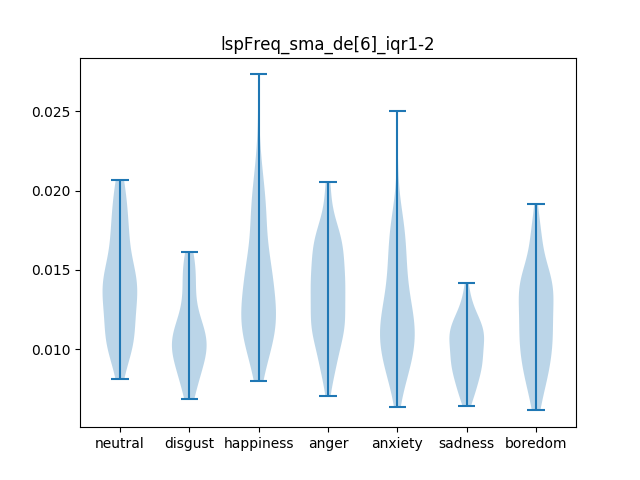 lspFreq_sma_de[6]_iqr1-2
0.025
0.020
0.015
0.010
neutral disgust happiness anger anxiety sadness boredom